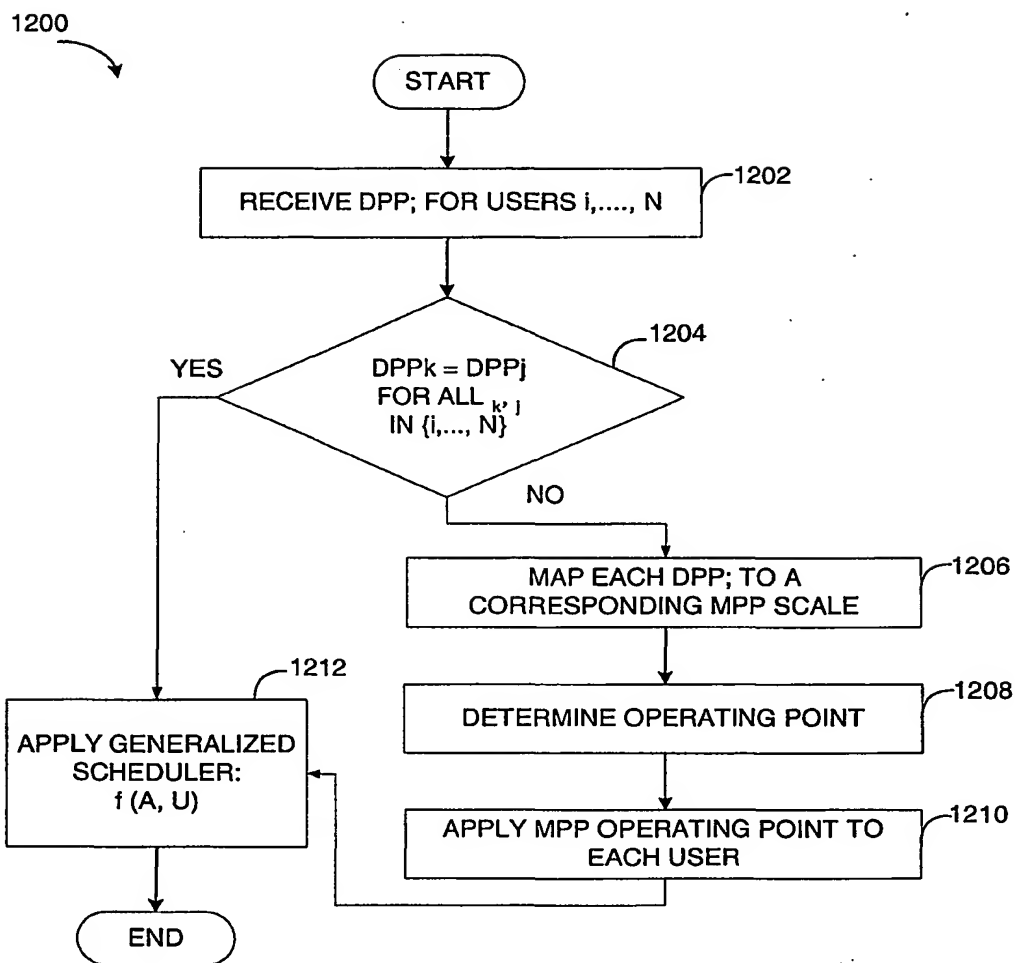 1200
START
RECEIVE DPP; FOR USERS i,...., N
1202
DPPk = DPPj
FOR ALL k, j
IN {i,..., N}
1204
YES
NO
MAP EACH DPP; TO A
CORRESPONDING MPP SCALE
1206
DETERMINE OPERATING POINT
1208
APPLY MPP OPERATING POINT TO
EACH USER
1210
APPLY GENERALIZED
SCHEDULER:
f (A, U)
1212
END